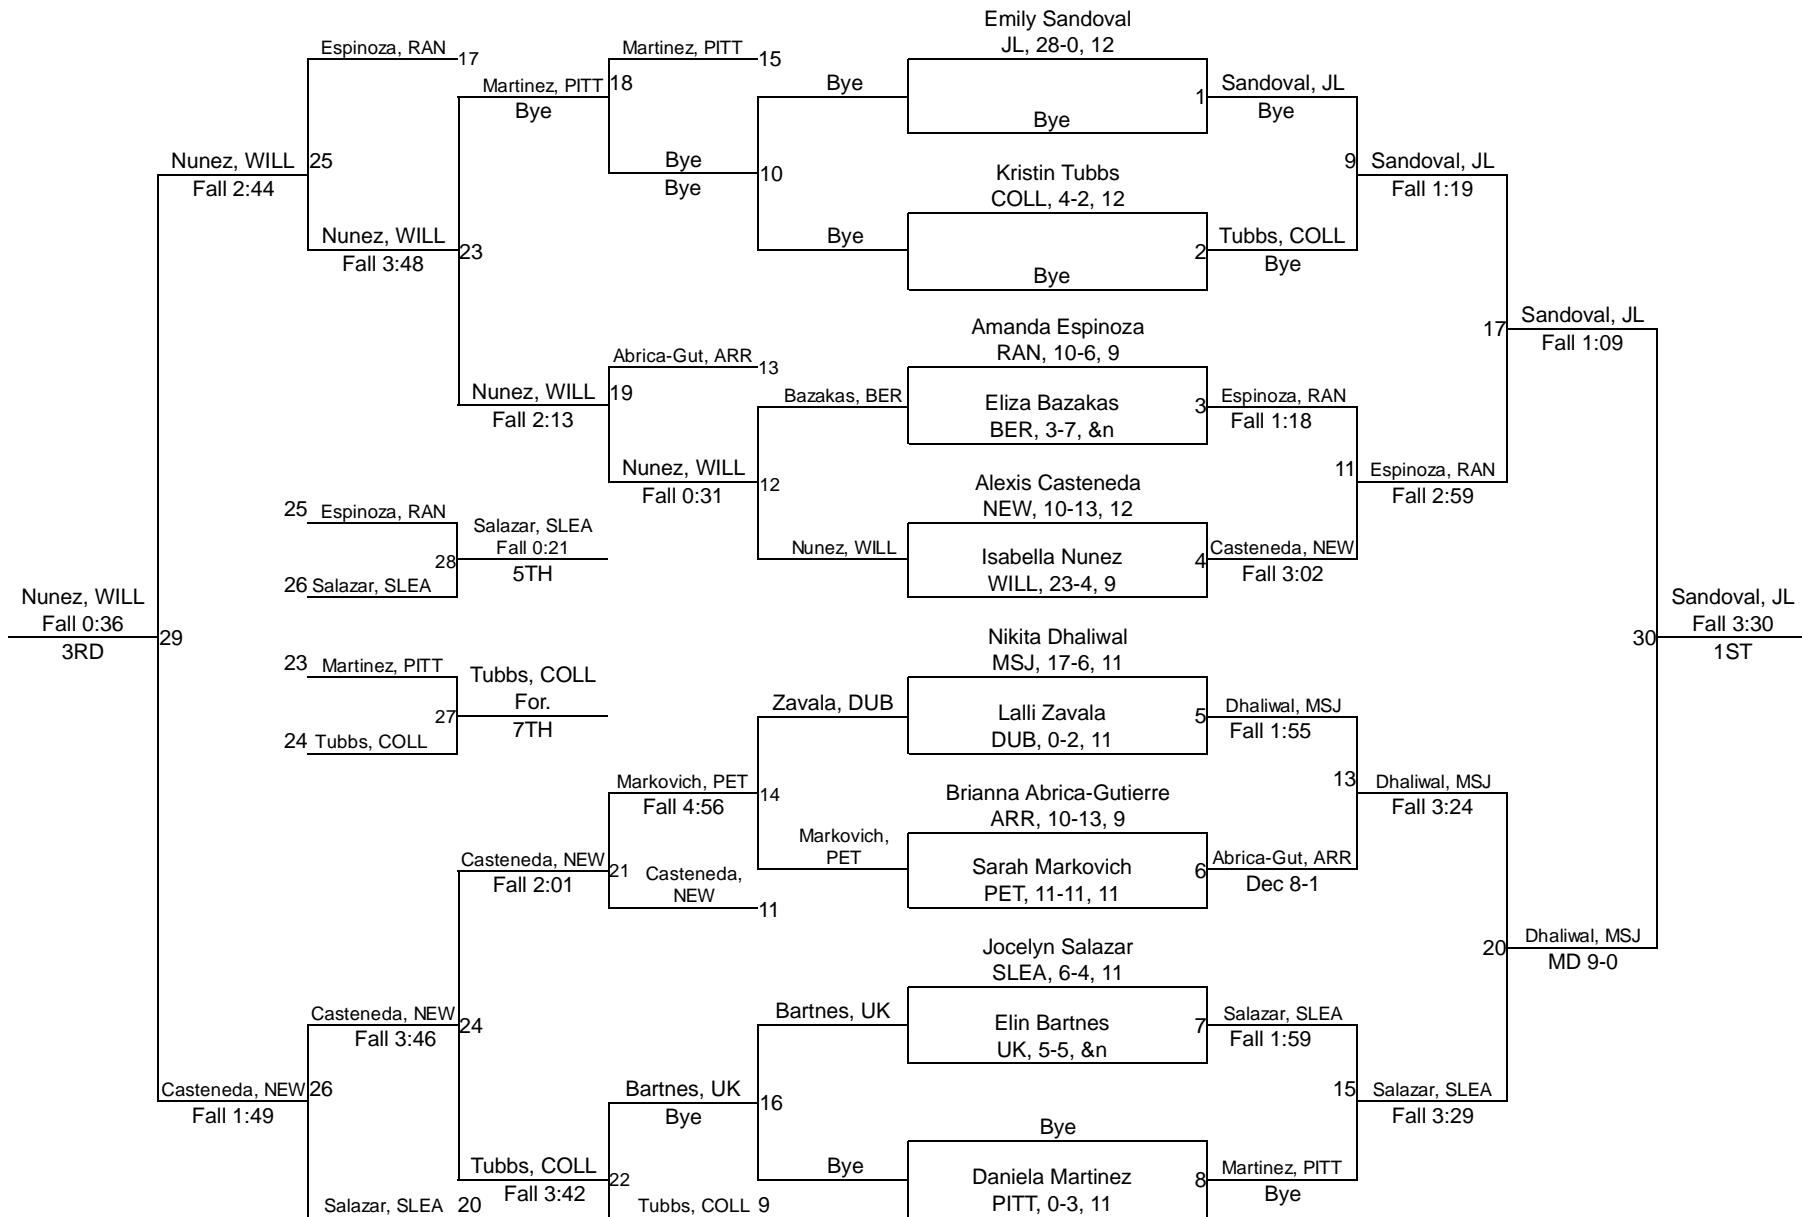 Emily Sandoval
JL, 28-0, 12
Espinoza, RAN
17
Martinez, PITT
15
Martinez, PITT
18
Bye
Bye
1
Sandoval, JL
Bye
Bye
Nunez, WILL
25
Fall 2:44
Bye
Bye
10
Kristin Tubbs
COLL, 4-2, 12
9
Sandoval, JL
Fall 1:19
Nunez, WILL
23
Fall 3:48
Bye
2
Tubbs, COLL
Bye
Bye
Amanda Espinoza
RAN, 10-6, 9
17
Sandoval, JL
Fall 1:09
Abrica-Gut, ARR
13
Nunez, WILL
19
Fall 2:13
Bazakas, BER
Eliza Bazakas
BER, 3-7, &n
3
Espinoza, RAN
Fall 1:18
Nunez, WILL
12
Fall 0:31
Alexis Casteneda
NEW, 10-13, 12
11
Espinoza, RAN
Fall 2:59
25
Espinoza, RAN
28
Salazar, SLEA
Fall 0:21
5TH
26
Salazar, SLEA
Nunez, WILL
Isabella Nunez
WILL, 23-4, 9
4
Casteneda, NEW
Fall 3:02
Nunez, WILL
Fall 0:36
3RD
29
Nikita Dhaliwal
MSJ, 17-6, 11
30
Sandoval, JL
Fall 3:30
1ST
23
Martinez, PITT
27
Tubbs, COLL
For.
7TH
24
Tubbs, COLL
Zavala, DUB
Lalli Zavala
DUB, 0-2, 11
5
Dhaliwal, MSJ
Fall 1:55
Markovich, PET
14
Fall 4:56
Brianna Abrica-Gutierre
ARR, 10-13, 9
13
Dhaliwal, MSJ
Fall 3:24
Casteneda, NEW
21
Fall 2:01
Casteneda,
NEW
11
Markovich,
PET
Sarah Markovich
PET, 11-11, 11
6
Abrica-Gut, ARR
Dec 8-1
Jocelyn Salazar
SLEA, 6-4, 11
20
Dhaliwal, MSJ
MD 9-0
Casteneda, NEW
24
Fall 3:46
Bartnes, UK
Elin Bartnes
UK, 5-5, &n
7
Salazar, SLEA
Fall 1:59
Casteneda, NEW
26
Fall 1:49
Bartnes, UK
16
Bye
15
Salazar, SLEA
Fall 3:29
Bye
Tubbs, COLL
22
Fall 3:42
Bye
Daniela Martinez
PITT, 0-3, 11
8
Martinez, PITT
Bye
Salazar, SLEA
20
Tubbs, COLL
9